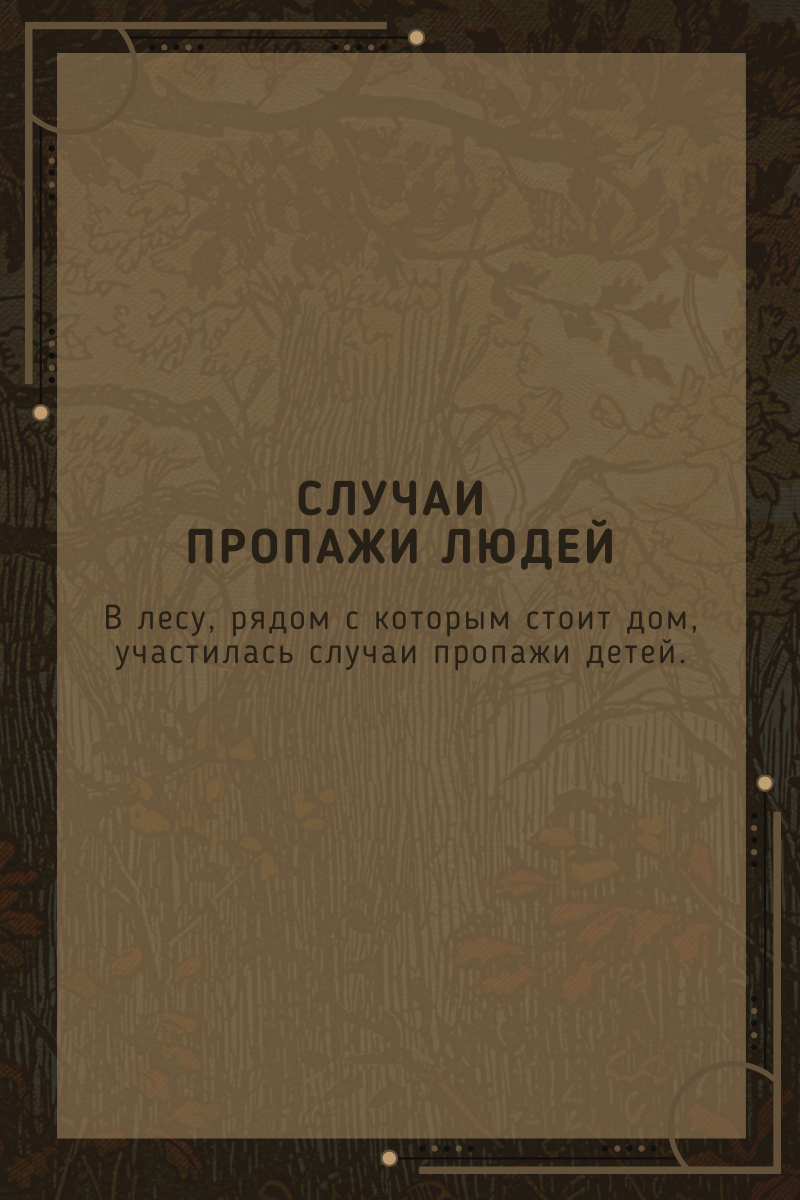 СЛУЧАИ
ПРОПАЖИ ЛЮДЕЙ
В лесу, рядом с которым стоит дом,
участилась случаи пропажи детей.